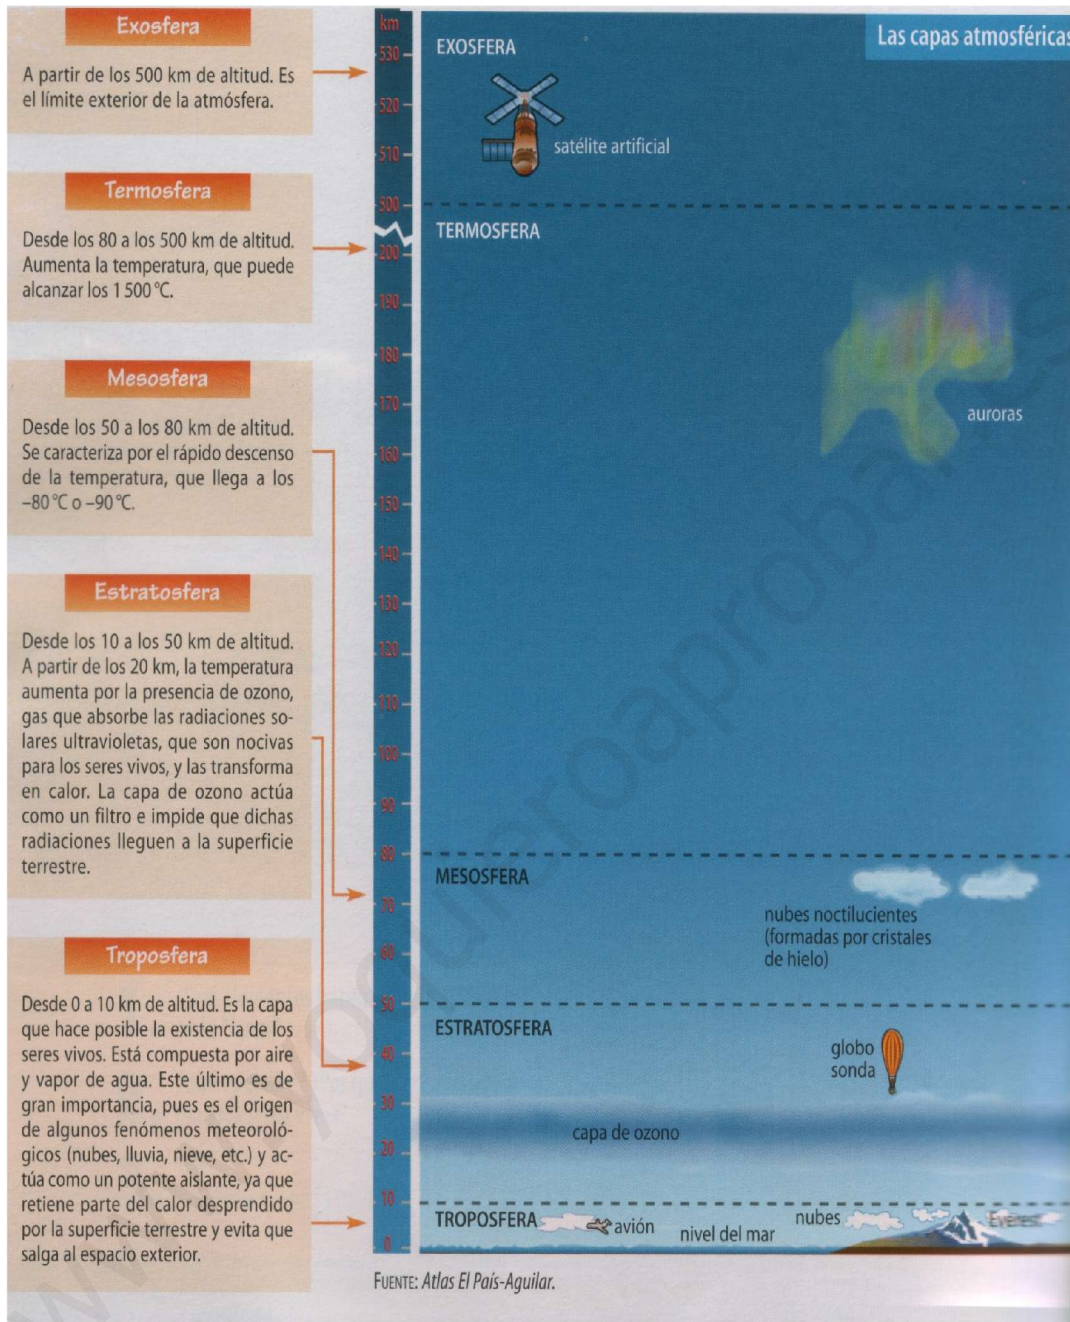 Exosfera
A partir de los 500 km de altitud. Es
el límite exterior de la atmósfera.
Termosfera
Desde los 80 a los 500 km de altitud.
Aumenta la temperatura, que puede
alcanzar los 1 500 °C.
Mesosfera
Desde los 50 a los 80 km de altitud.
Se caracteriza por el rápido descenso
de la temperatura, que llega a los
–80 °C o –90 °C.
Estratosfera
Desde los 10 a los 50 km de altitud.
A partir de los 20 km, la temperatura
aumenta por la presencia de ozono,
gas que absorbe las radiaciones so-
lares ultravioletas, que son nocivas
para los seres vivos, y las transforma
en calor. La capa de ozono actúa
como un filtro e impide que dichas
radiaciones lleguen a la superficie
terrestre.
Troposfera
Desde 0 a 10 km de altitud. Es la capa
que hace posible la existencia de los
seres vivos. Está compuesta por aire
y vapor de agua. Este último es de
gran importancia, pues es el origen
de algunos fenómenos meteoroló-
gicos (nubes, lluvia, nieve, etc.) y ac-
túa como un potente aislante, ya que
retiene parte del calor desprendido
por la superficie terrestre y evita que
salga al espacio exterior.
km
530
520
510
500
200
190
180
170
160
150
140
130
120
110
100
90
80
70
60
50
40
30
20
10
0
Las capas atmosféricas
EXOSFERA
satélite artificial
TERMOSFERA
auroras
MESOSFERA
nubes noctilucientes
(formadas por cristales
de hielo)
ESTRATOSFERA
globo
sonda
capa de ozono
TROPOSFERA
avión
nivel del mar
nubes
Everest
FUENTE: Atlas El País-Aguilar.